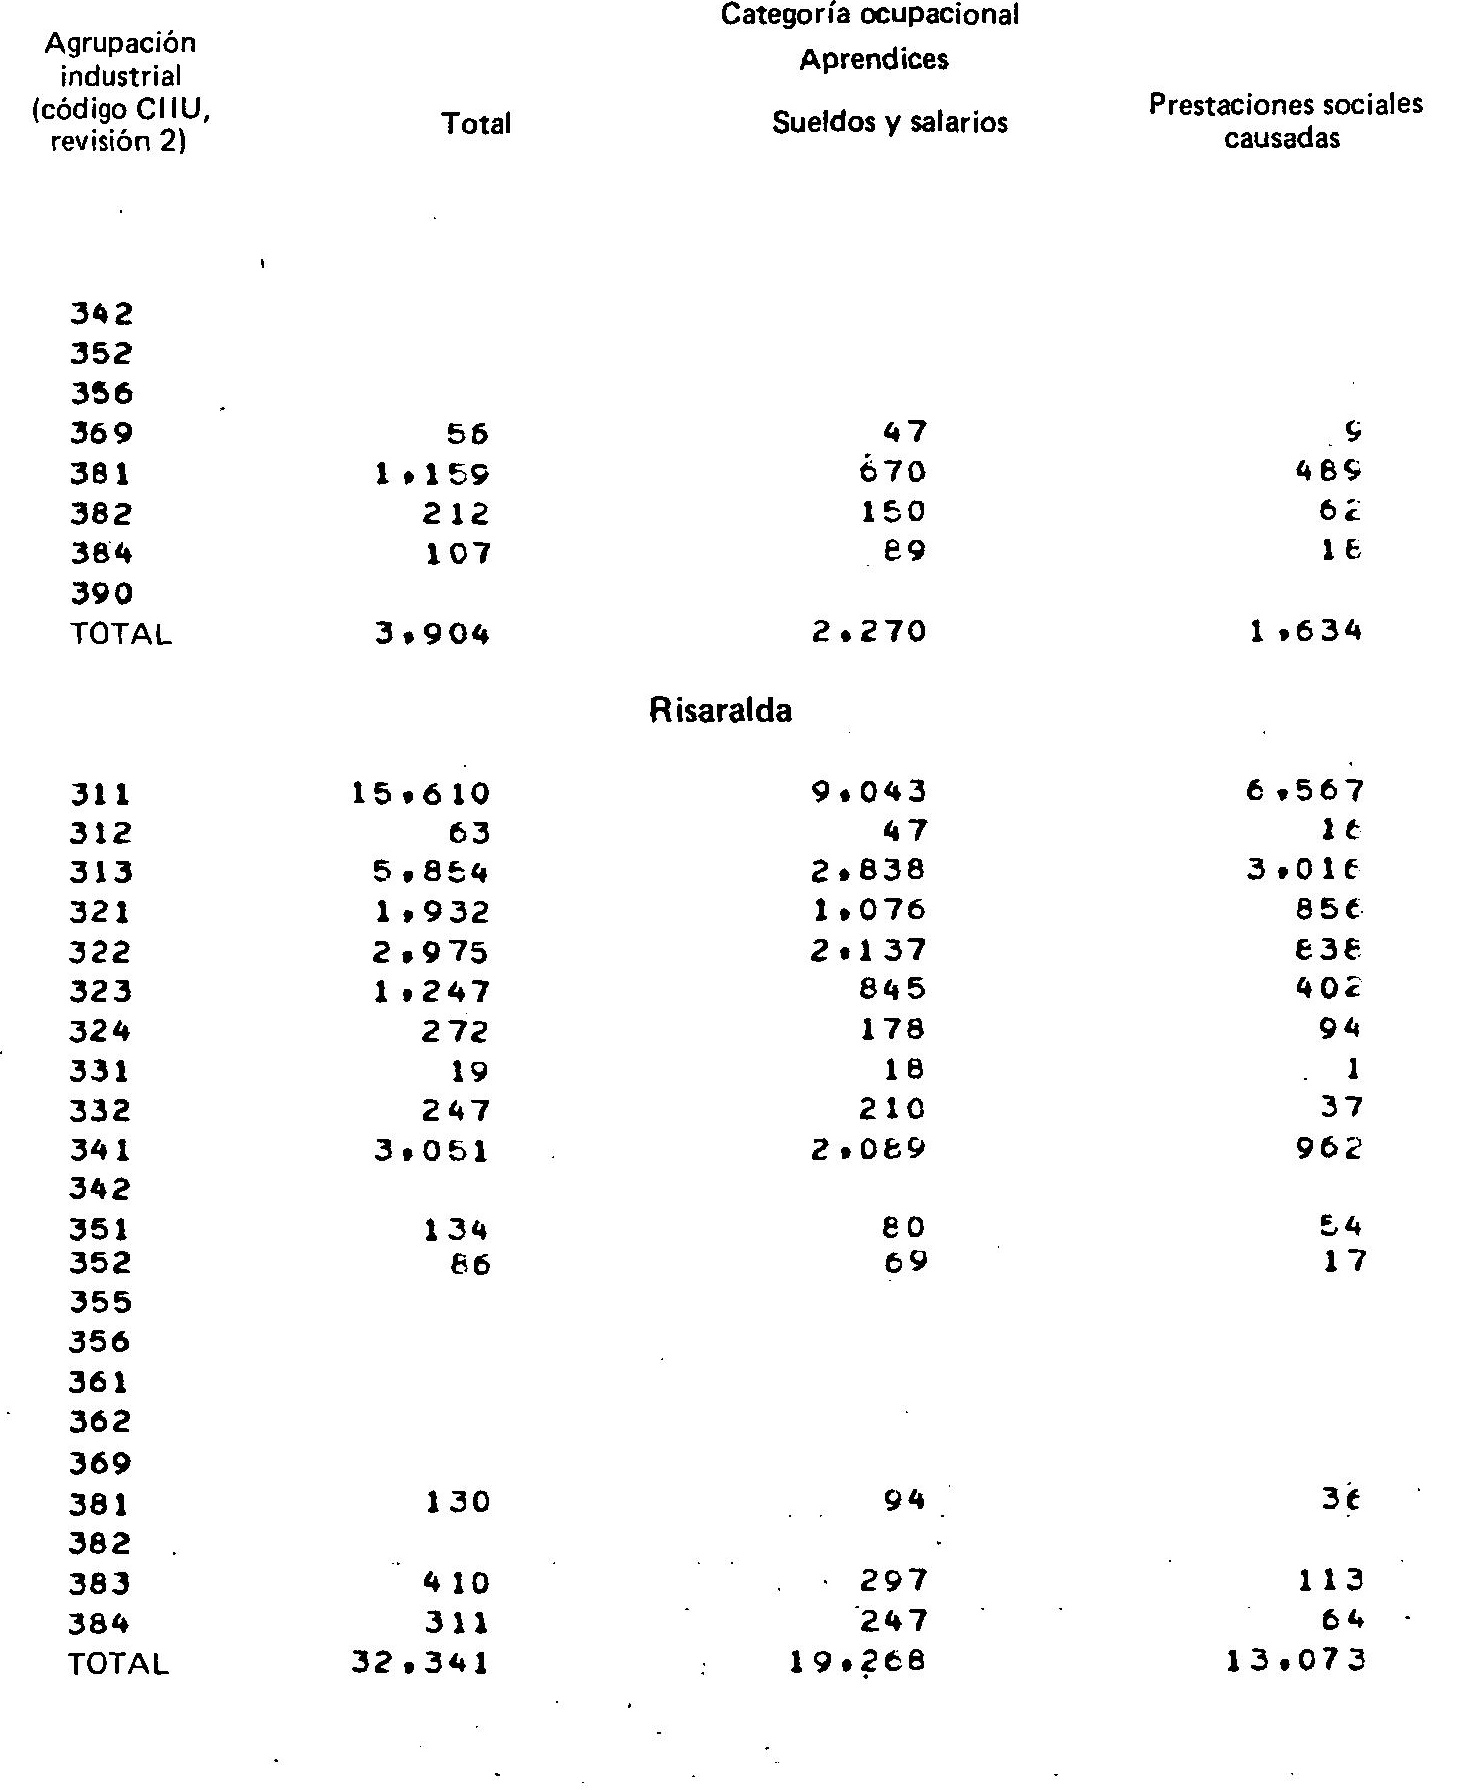 Categoría ocupacional
Agrupación industrial (código CIIU, revisión 2)
Aprendices
Total Sueldos y salarios Prestaciones sociales causadas
342
352
356
369 56 47 9
381 1,159 670 489
382 212 150 62
384 107 89 18
390
TOTAL 3,904 2,270 1,634
Risaralda
311 15,610 9,043 6,567
312 63 47 16
313 5,854 2,838 3,016
321 1,932 1,076 856
322 2,975 2,137 838
323 1,247 845 402
324 272 178 94
331 19 18 1
332 247 210 37
341 3,051 2,089 962
342
351 134 80 54
352 86 69 17
355
356
361
362
369
381 130 94 36
382
383 410 297 113
384 311 247 64
TOTAL 32,341 19,268 13,073